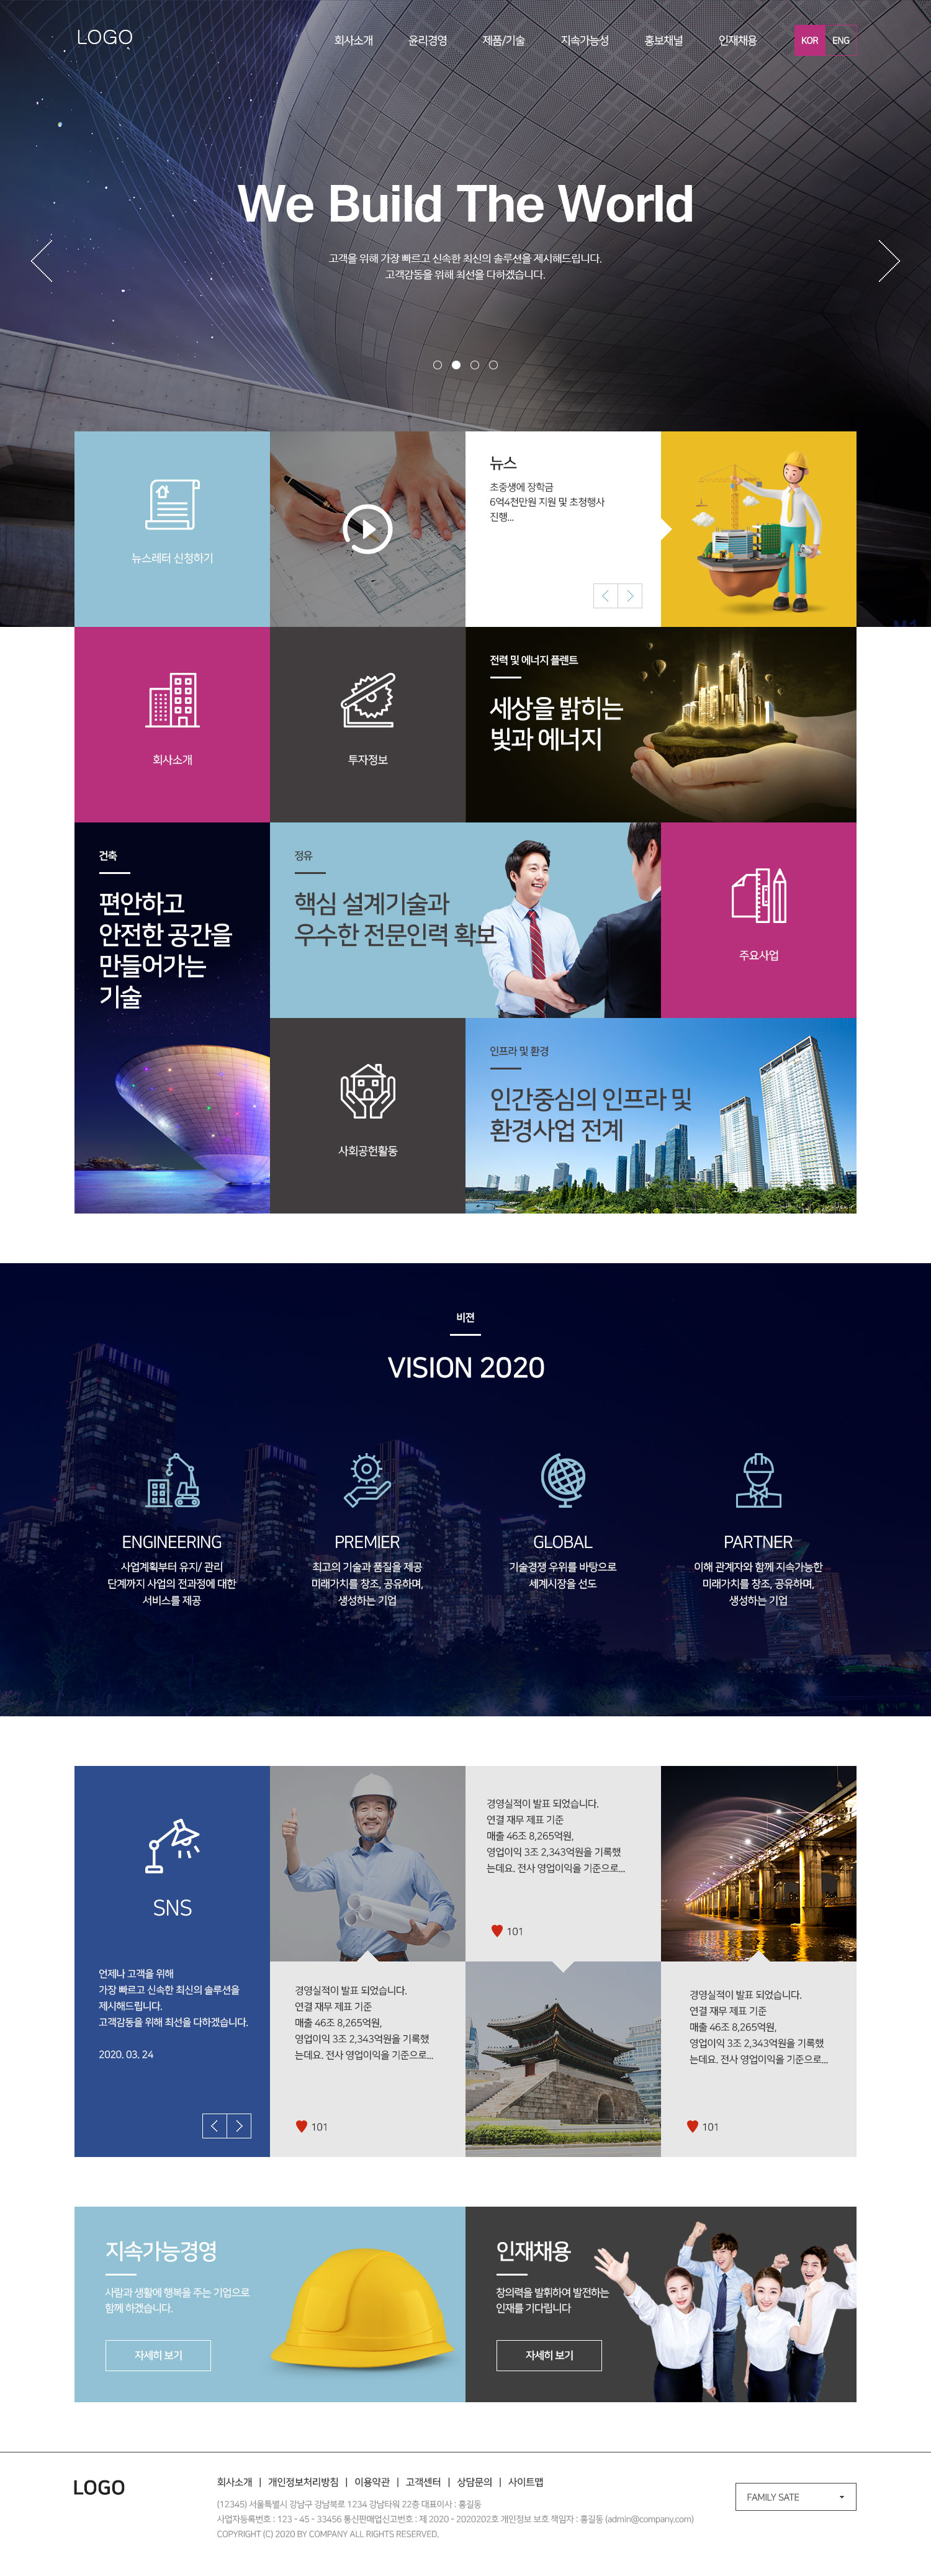 LOGO
회사소개
윤리경영
제품/기술
지속가능성
홍보채널
인재채용
KOR
ENG
We Build The World
고객을 위해 가장 빠르고 신속한 최신의 솔루션을 제시해드립니다.
고객감동을 위해 최선을 다하겠습니다.
뉴스레터 신청하기
뉴스
초중생에 장학금
6억4천만원 지원 및 초청행사
진행...
회사소개
투자정보
전력 및 에너지 플렌트
세상을 밝히는
빛과 에너지
건축
편안하고
안전한 공간을
만들어가는
기술
정유
핵심 설계기술과
우수한 전문인력 확보
주요사업
사회공헌활동
인프라 및 환경
인간중심의 인프라 및
환경사업 전계
비젼
VISION 2020
ENGINEERING
사업계획부터 유지/ 관리
단계까지 사업의 전과정에 대한
서비스를 제공
PREMIER
최고의 기술과 품질을 제공
미래가치를 창조, 공유하며,
생성하는 기업
GLOBAL
기술경쟁 우위를 바탕으로
세계시장을 선도
PARTNER
이해 관계자와 함께 지속가능한
미래가치를 창조, 공유하며,
생성하는 기업
SNS
언제나 고객을 위해
가장 빠르고 신속한 최신의 솔루션을
제시해드립니다.
고객감동을 위해 최선을 다하겠습니다.
2020. 03. 24
경영실적이 발표 되었습니다.
연결 재무 제표 기준
매출 46조 8,265억원,
영업이익 3조 2,343억원을 기록했
는데요. 전사 영업이익을 기준으로...
101
경영실적이 발표 되었습니다.
연결 재무 제표 기준
매출 46조 8,265억원,
영업이익 3조 2,343억원을 기록했
는데요. 전사 영업이익을 기준으로...
101
경영실적이 발표 되었습니다.
연결 재무 제표 기준
매출 46조 8,265억원,
영업이익 3조 2,343억원을 기록했
는데요. 전사 영업이익을 기준으로...
101
지속가능경영
사람과 생활에 행복을 주는 기업으로
함께 하겠습니다.
자세히 보기
인재채용
창의력을 발휘하여 발전하는
인재를 기다립니다
자세히 보기
LOGO
회사소개 | 개인정보처리방침 | 이용약관 | 고객센터 | 상담문의 | 사이트맵
(12345) 서울특별시 강남구 강남북로 1234 강남타워 22층 대표이사 : 홍길동
사업자등록번호 : 123 - 45 - 33456 통신판매업신고번호 : 제 2020 - 2020202호 개인정보 보호 책임자 : 홍길동 (admin@company.com)
COPYRIGHT (C) 2020 BY COMPANY ALL RIGHTS RESERVED.
FAMILY SATE